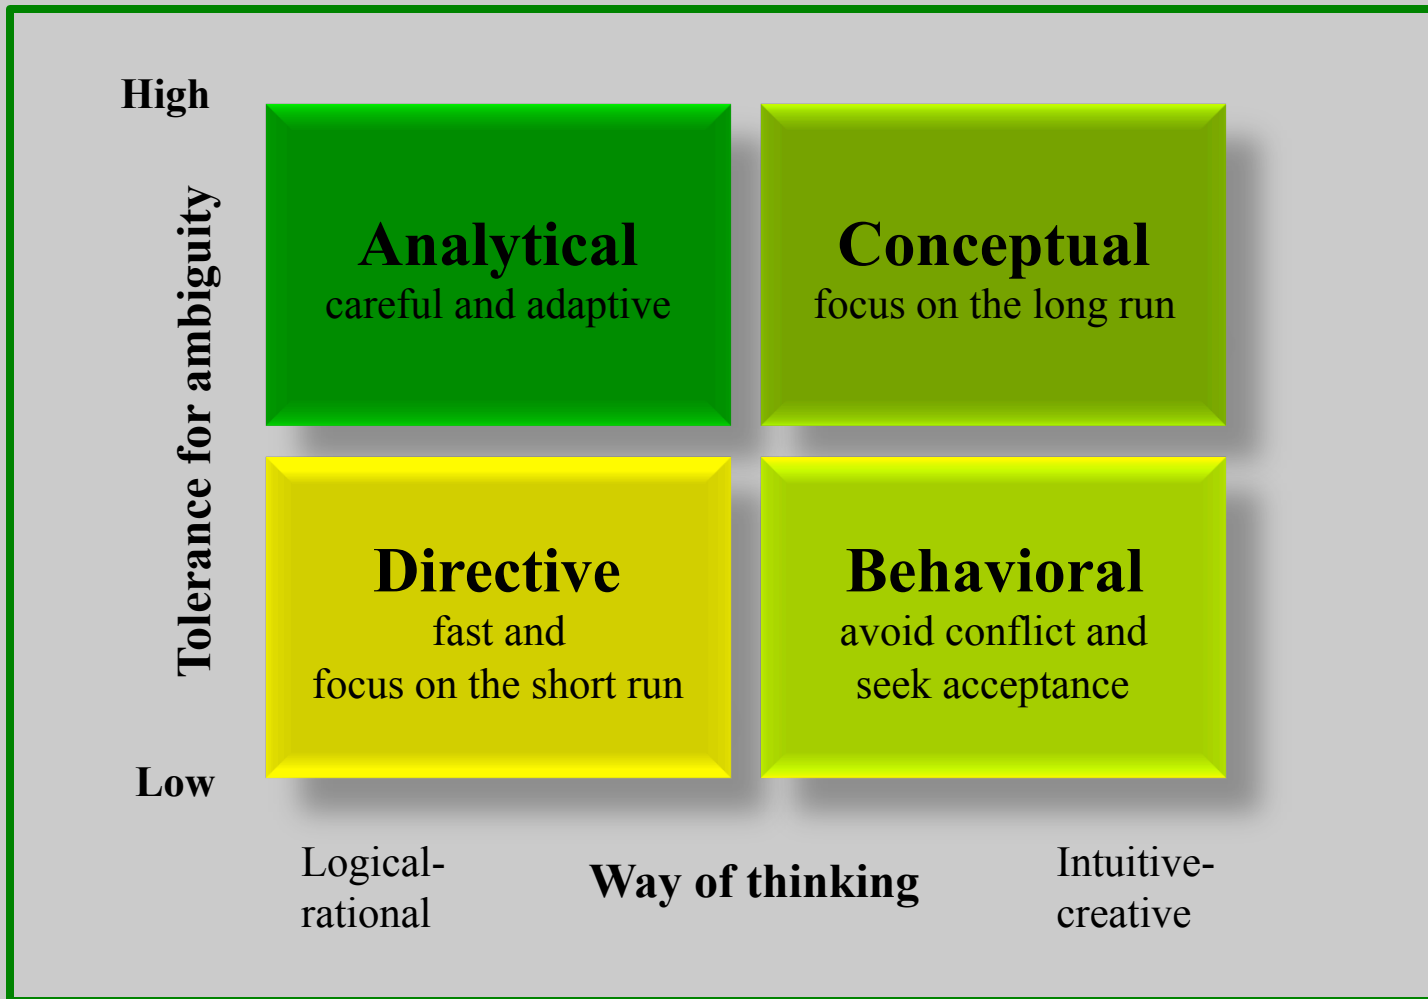 High
Tolerance for ambiguity
Analytical
careful and adaptive
Conceptual
focus on the long run
Directive
fast and
focus on the short run
Behavioral
avoid conflict and
seek acceptance
Low
Logical-
rational
Way of thinking
Intuitive-
creative